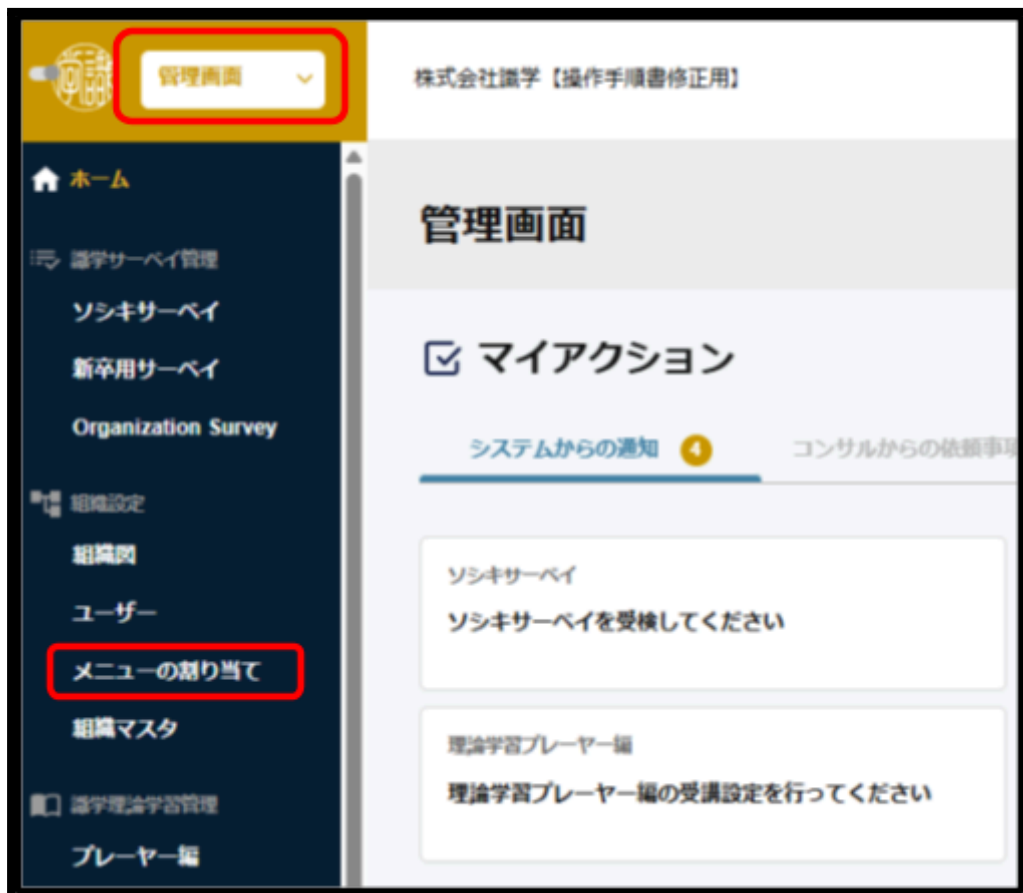 管理画面
株式会社識学【操作手順書修正用】
ホーム
識学サーベイ管理
ソシキサーベイ
新卒用サーベイ
Organization Survey
組織設定
組織図
ユーザー
メニューの割り当て
組織マスタ
識学理論学習管理
プレーヤー編
管理画面
マイアクション
システムからの通知 4
コンサルからの依頼事項
ソシキサーベイ
ソシキサーベイを受検してください
理論学習プレーヤー編
理論学習プレーヤー編の受講設定を行ってください